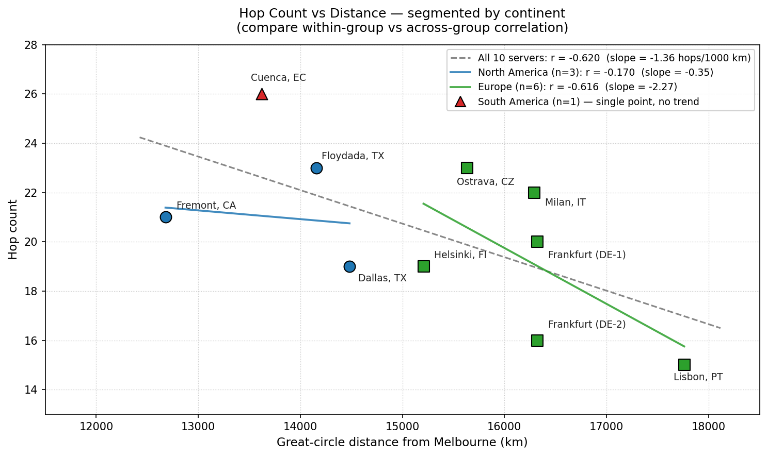 Hop Count vs Distance — segmented by continent
(compare within-group vs across-group correlation)
All 10 servers: r = -0.620 (slope = -1.36 hops/1000 km)
North America (n=3): r = -0.170 (slope = -0.35)
Europe (n=6): r = -0.616 (slope = -2.27)
South America (n=1) — single point, no trend
Cuenca, EC
Floydada, TX
Ostrava, CZ
Milan, IT
Fremont, CA
Helsinki, FI
Frankfurt (DE-1)
Dallas, TX
Frankfurt (DE-2)
Lisbon, PT
Hop count
28
26
24
22
20
18
16
14
12000 13000 14000 15000 16000 17000 18000
Great-circle distance from Melbourne (km)